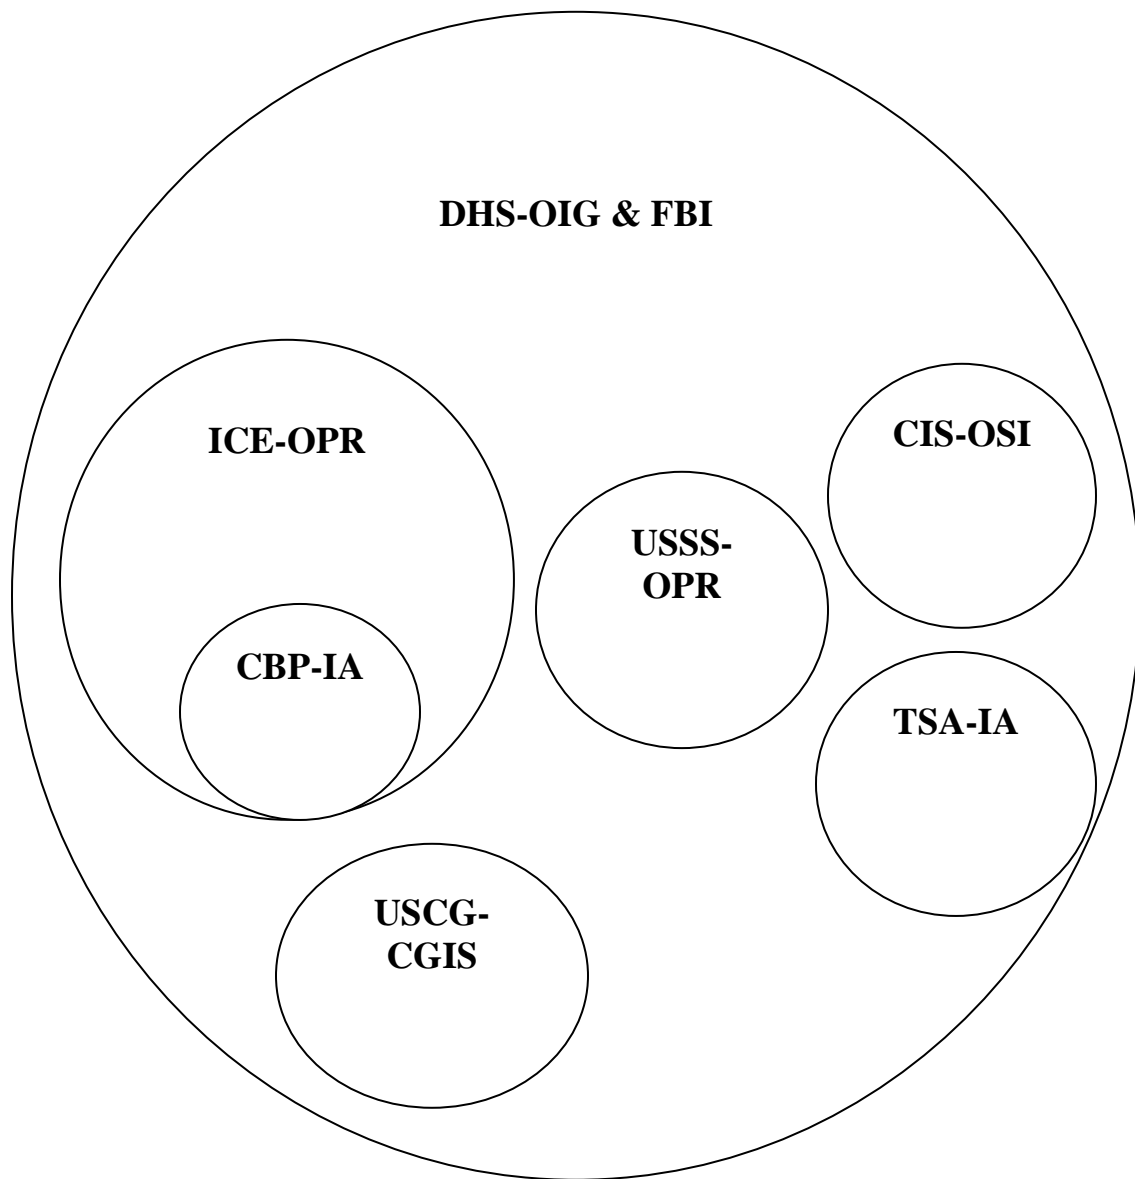 DHS-OIG & FBI
ICE-OPR
CIS-OSI
USSS-
OPR
CBP-IA
TSA-IA
USCG-
CGIS